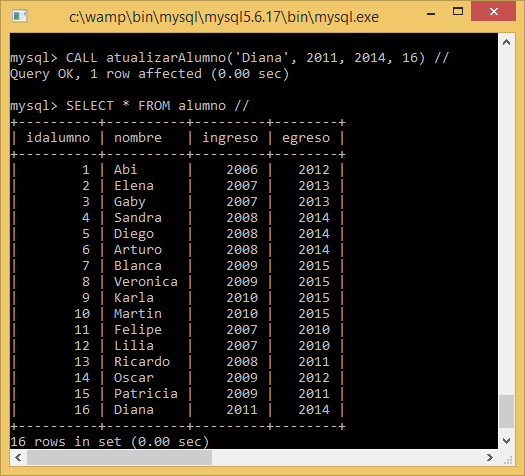 c:\wamp\bin\mysql\mysql5.6.17\bin\mysql.exe
mysql> CALL atualizarAlumno('Diana', 2011, 2014, 16) //
Query OK, 1 row affected (0.00 sec)
mysql> SELECT * FROM alumno //
+----------+----------+---------+--------+
| idalumno | nombre   | ingreso | egreso |
+----------+----------+---------+--------+
|        1 | Abi      |    2006 |   2012 |
|        2 | Elena    |    2007 |   2013 |
|        3 | Gaby     |    2007 |   2013 |
|        4 | Sandra   |    2008 |   2014 |
|        5 | Diego    |    2008 |   2014 |
|        6 | Arturo   |    2008 |   2014 |
|        7 | Blanca   |    2009 |   2015 |
|        8 | Veronica |    2009 |   2015 |
|        9 | Karla    |    2010 |   2015 |
|       10 | Martin   |    2010 |   2015 |
|       11 | Felipe   |    2007 |   2010 |
|       12 | Lilia    |    2007 |   2010 |
|       13 | Ricardo  |    2008 |   2011 |
|       14 | Oscar    |    2009 |   2012 |
|       15 | Patricia |    2009 |   2011 |
|       16 | Diana    |    2011 |   2014 |
+----------+----------+---------+--------+
16 rows in set (0.00 sec)